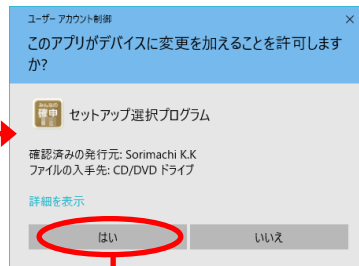 ユーザー アカウント制御
このアプリがデバイスに変更を加えることを許可します
か?
みんなの
確申
セットアップ選択プログラム
確認済みの発行元: Sorimachi K.K
ファイルの入手先: CD/DVD ドライブ
詳細を表示
はい
いいえ